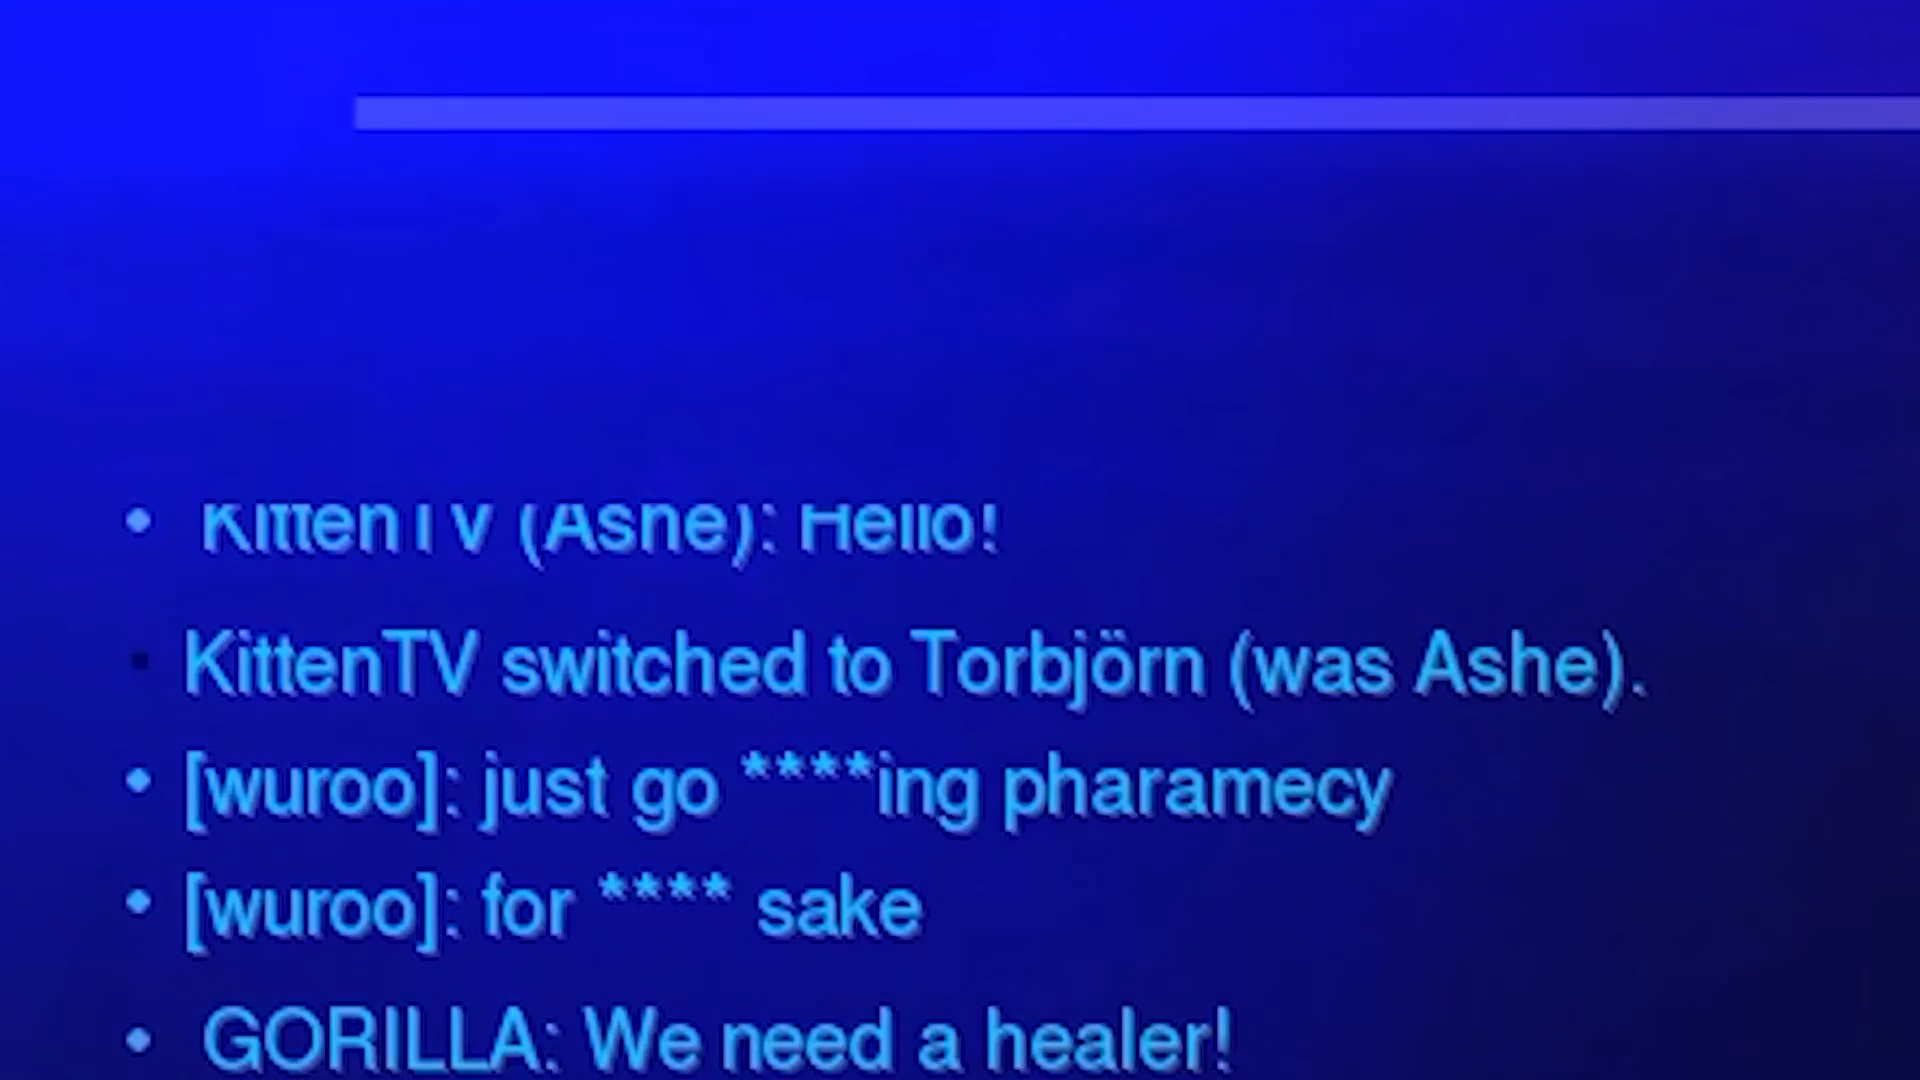 • KittenTV (Ashe): Hello!
▪ KittenTV switched to Torbjörn (was Ashe).
• [wuroo]: just go ****ing pharamecy
• [wuroo]: for **** sake
• GORILLA: We need a healer!